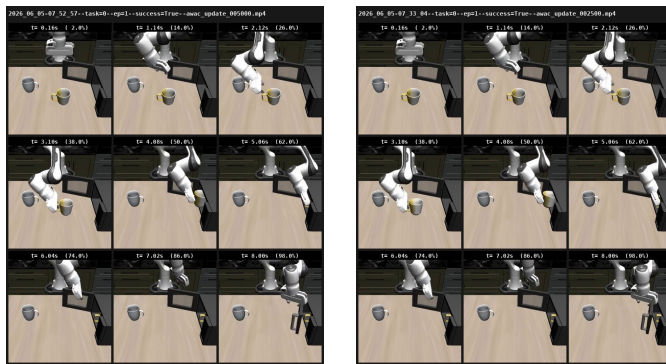 2026_06_05-07_52_57--task=0--ep=1--success=True--awac_update_005000.mp4
t= 0.16s ( 2.0%)
t= 1.14s (14.0%)
t= 2.12s (26.0%)
t= 3.10s (38.0%)
t= 4.08s (50.0%)
t= 5.06s (62.0%)
t= 6.04s (74.0%)
t= 7.02s (86.0%)
t= 8.00s (98.0%)
2026_06_05-07_33_04--task=0--ep=1--success=True--awac_update_002500.mp4
t= 0.16s ( 2.0%)
t= 1.14s (14.0%)
t= 2.12s (26.0%)
t= 3.10s (38.0%)
t= 4.08s (50.0%)
t= 5.06s (62.0%)
t= 6.04s (74.0%)
t= 7.02s (86.0%)
t= 8.00s (98.0%)